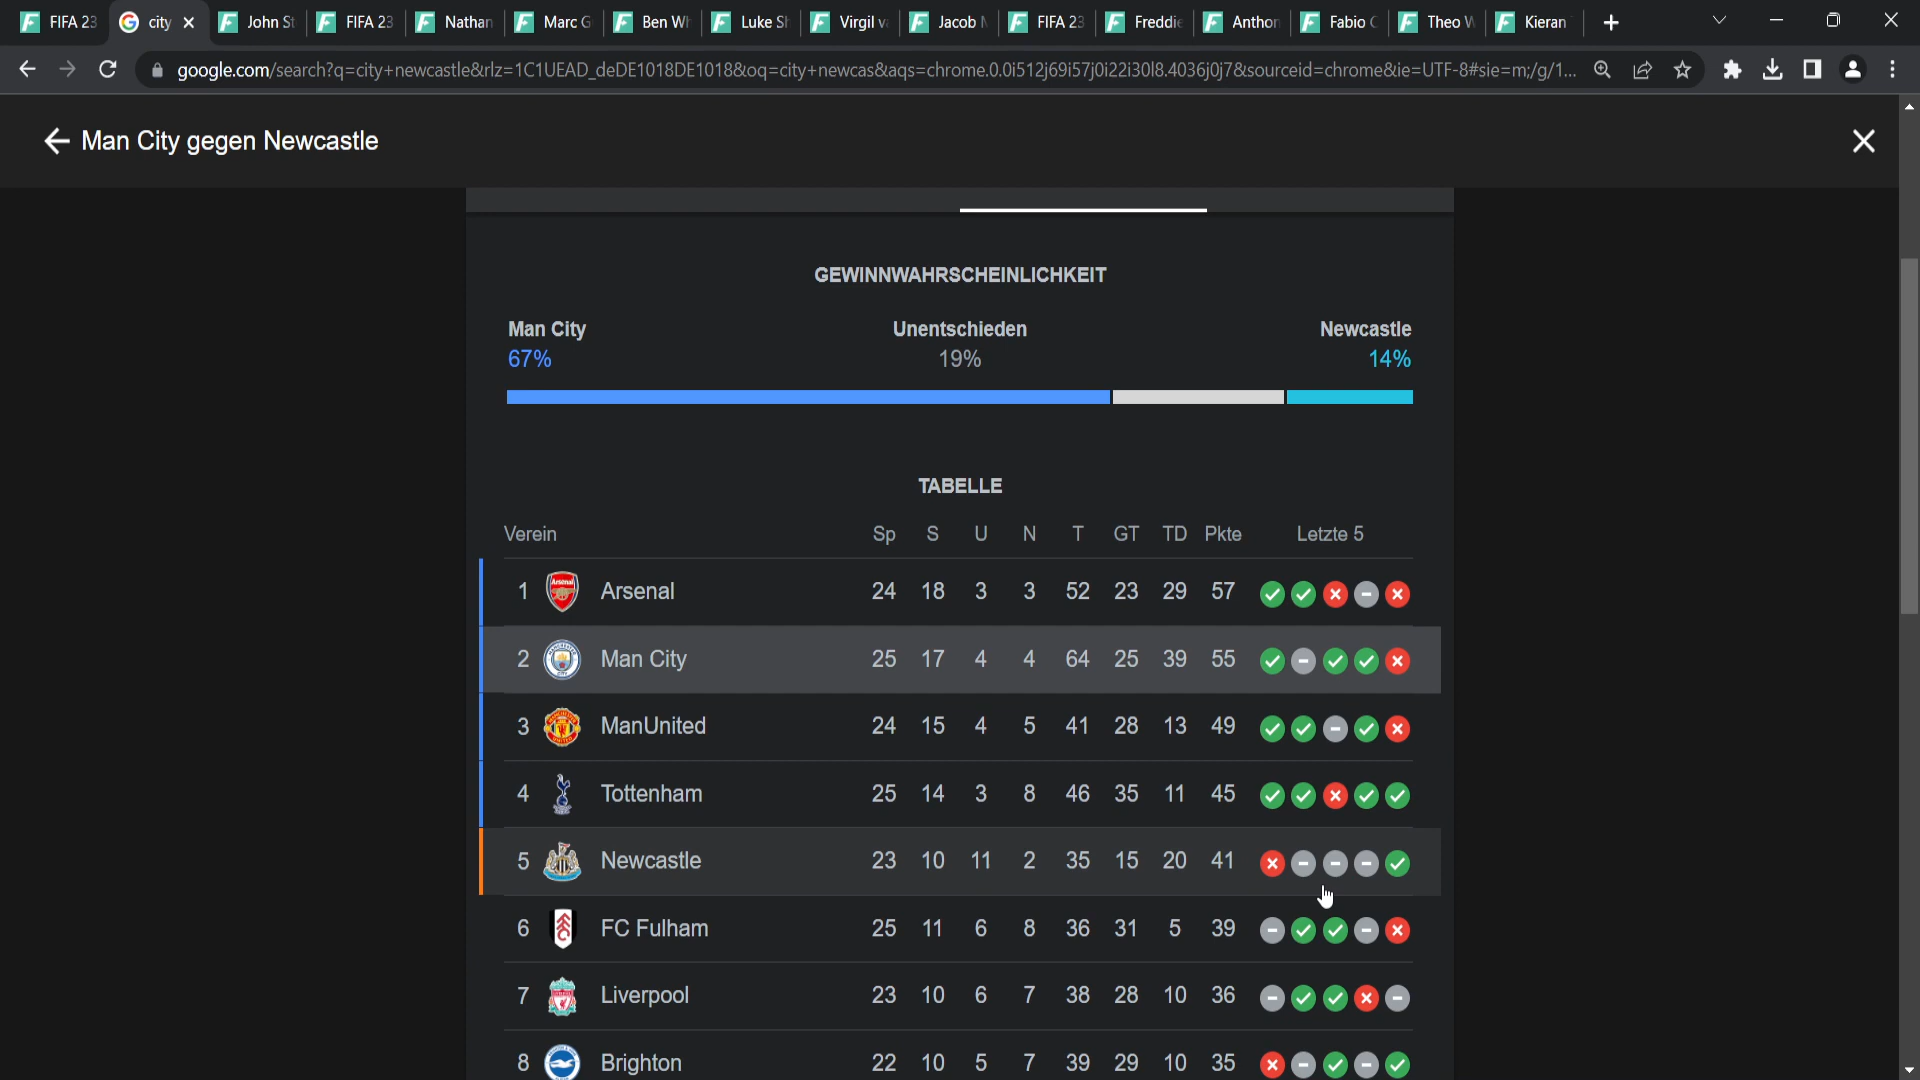 FIFA 23 city John St FIFA 23 Nathan Marc G Ben Wh Luke Sh Virgil v Jacob FIFA 23 Freddie Anthon Fabio C Theo W Kieran
google.com/search?q=city+newcastle&rlz=1C1UEAD_deDE1018DE1018&oq=city+newcas&aqs=chrome.0.0i512j69i57j0i22i30l8.4036j0j7&sourceid=chrome&ie=UTF-8#sie=m;/g/1...
Man City gegen Newcastle
GEWINNWAHRSCHEINLICHKEIT
Man City Unentschieden Newcastle
67% 19% 14%
TABELLE
Verein Sp S U N T GT TD Pkte Letzte 5
1 Arsenal 24 18 3 3 52 23 29 57
2 Man City 25 17 4 4 64 25 39 55
3 ManUnited 24 15 4 5 41 28 13 49
4 Tottenham 25 14 3 8 46 35 11 45
5 Newcastle 23 10 11 2 35 15 20 41
6 FC Fulham 25 11 6 8 36 31 5 39
7 Liverpool 23 10 6 7 38 28 10 36
8 Brighton 22 10 5 7 39 29 10 35